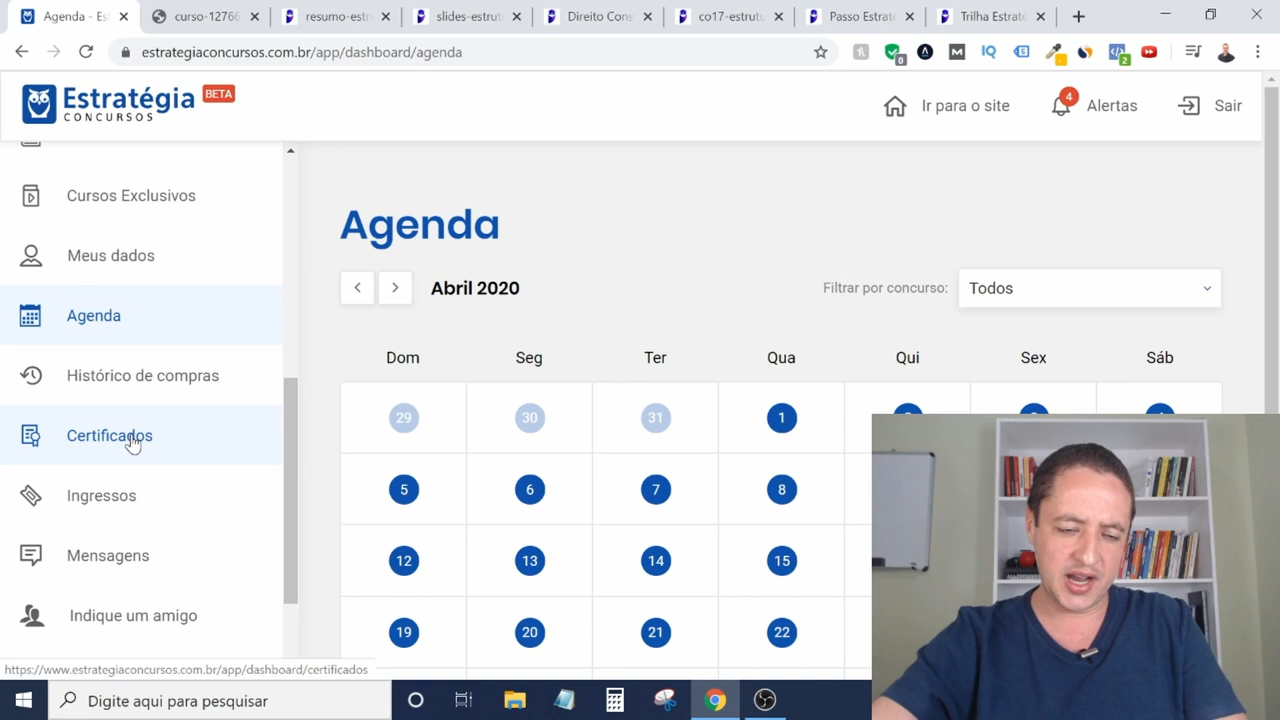 Agenda - Es
curso-12766
resumo-estr
slides-estrut
Direito Cons
co17-estrutu
Passo Estrat
Trilha Estrate
estrategiaconcursos.com.br/app/dashboard/agenda
Estratégia BETA
CONCURSOS
Ir para o site
4
Alertas
Sair
Cursos Exclusivos
Meus dados
Agenda
Histórico de compras
Certificados
Ingressos
Mensagens
Indique um amigo
Agenda
Abril 2020
Filtrar por concurso:
Todos
Dom Seg Ter Qua Qui Sex Sáb
29 30 31 1
5 6 7 8
12 13 14 15
19 20 21 22
https://www.estrategiaconcursos.com.br/app/dashboard/certificados
Digite aqui para pesquisar